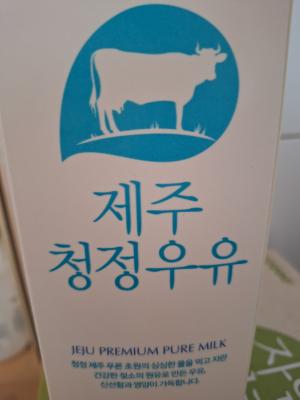 제주
청정우유
JEJU PREMIUM PURE MILK
청정 제주 푸른 초원의 싱싱한 풀을 먹고 자란
건강한 젖소의 원유로 만든 우유,
신선함과 영양이 가득합니다.